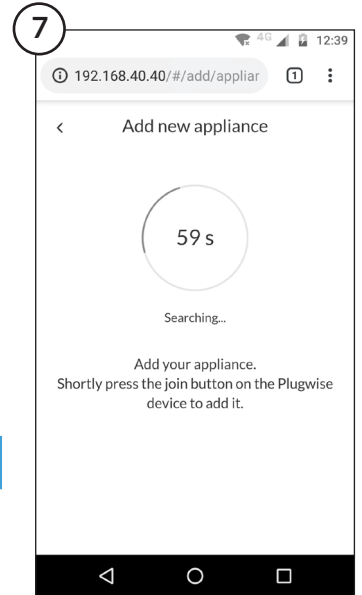 7
4G 12:39
192.168.40.40/#/add/appliar 1
Add new appliance
59 s
Searching...
Add your appliance.
Shortly press the join button on the Plugwise
device to add it.